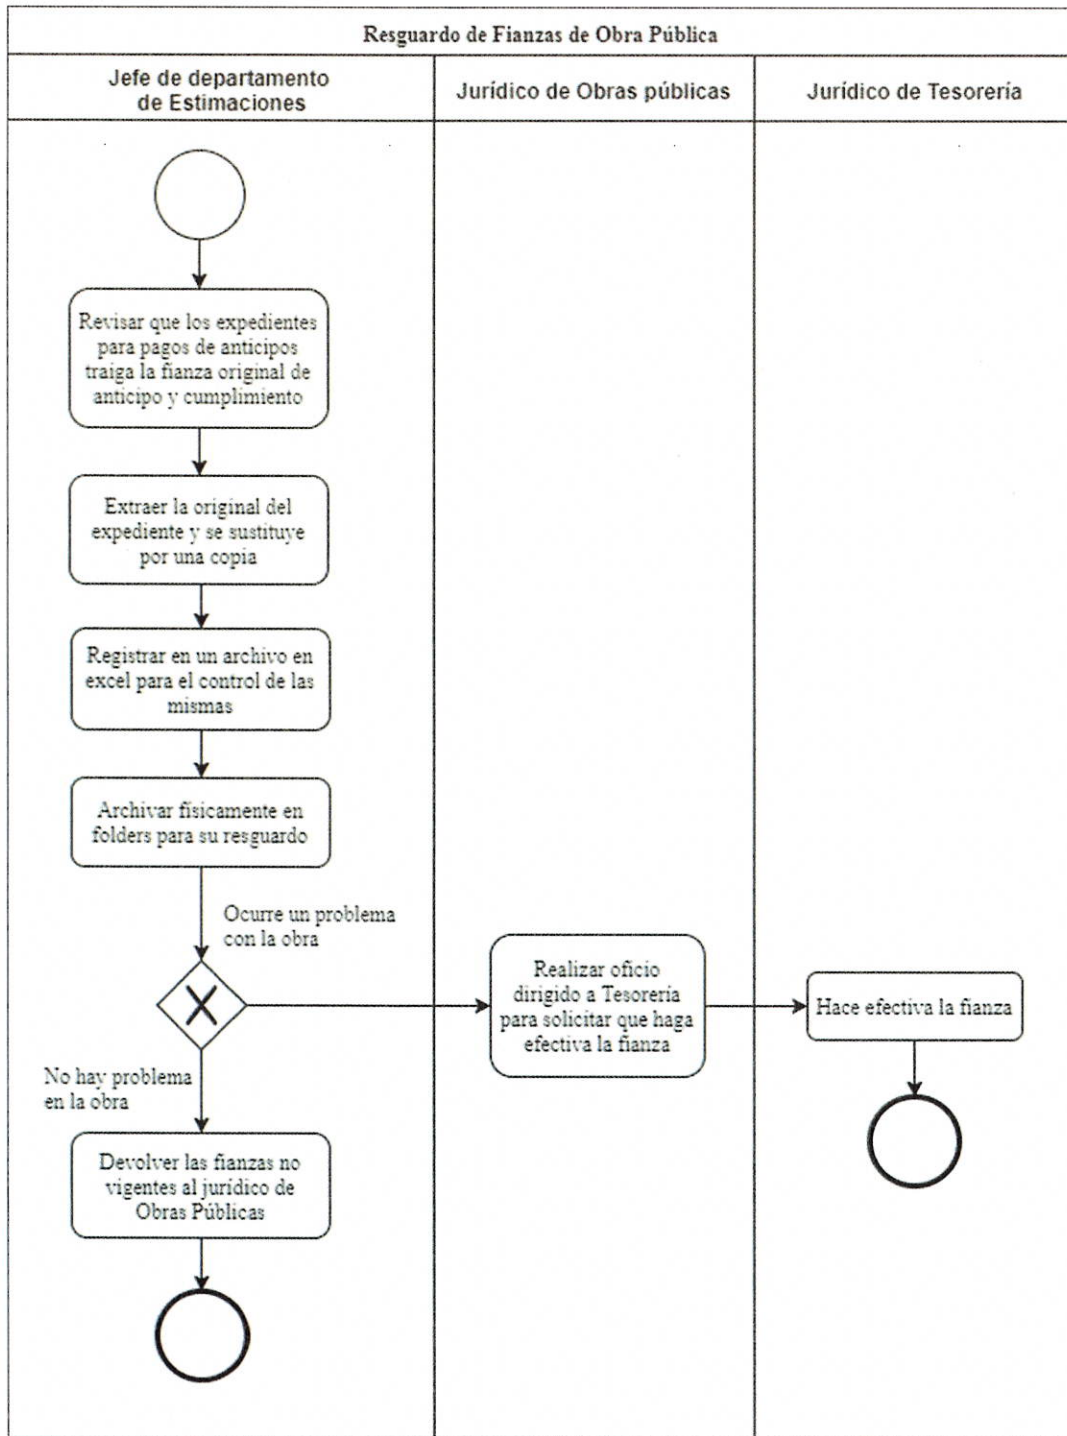 Resguardo de Fianzas de Obra Pública
Jefe de departamento
de Estimaciones
Jurídico de Obras públicas
Jurídico de Tesorería
Revisar que los expedientes
para pagos de anticipos
traiga la fianza original de
anticipo y cumplimiento
Extraer la original del
expediente y se sustituye
por una copia
Registrar en un archivo en
excel para el control de las
mismas
Archivar físicamente en
folders para su resguardo
Ocurre un problema
con la obra
Realizar oficio
dirigido a Tesorería
para solicitar que haga
efectiva la fianza
Hace efectiva la fianza
No hay problema
en la obra
Devolver las fianzas no
vigentes al jurídico de
Obras Públicas